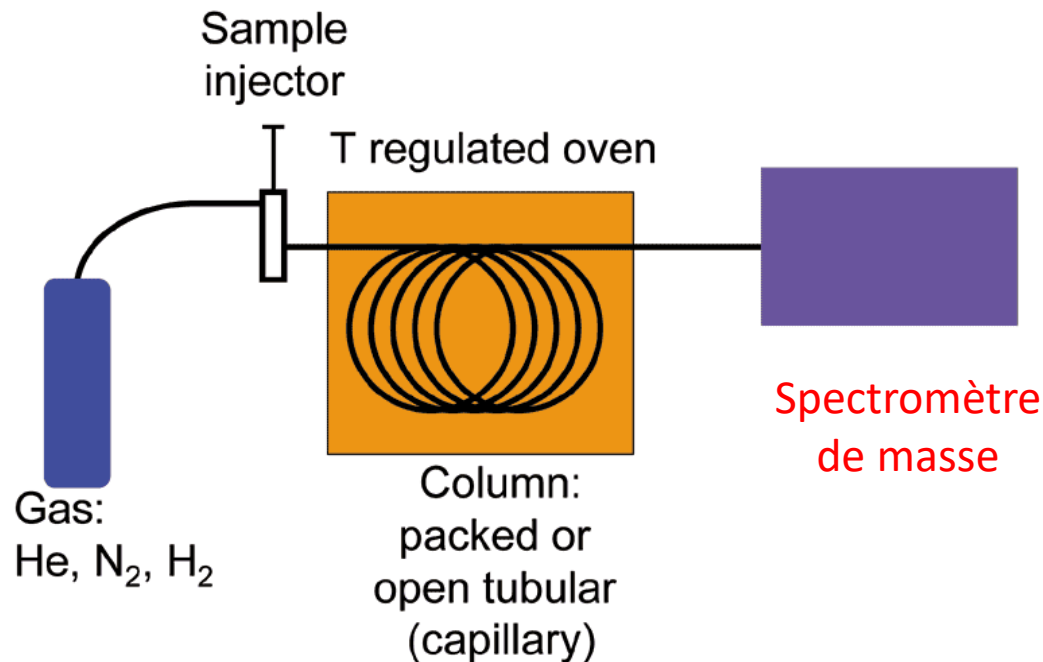 Sample
injector
T regulated oven
Gas:
He, N₂, H₂
Column:
packed or
open tubular
(capillary)
Spectromètre
de masse